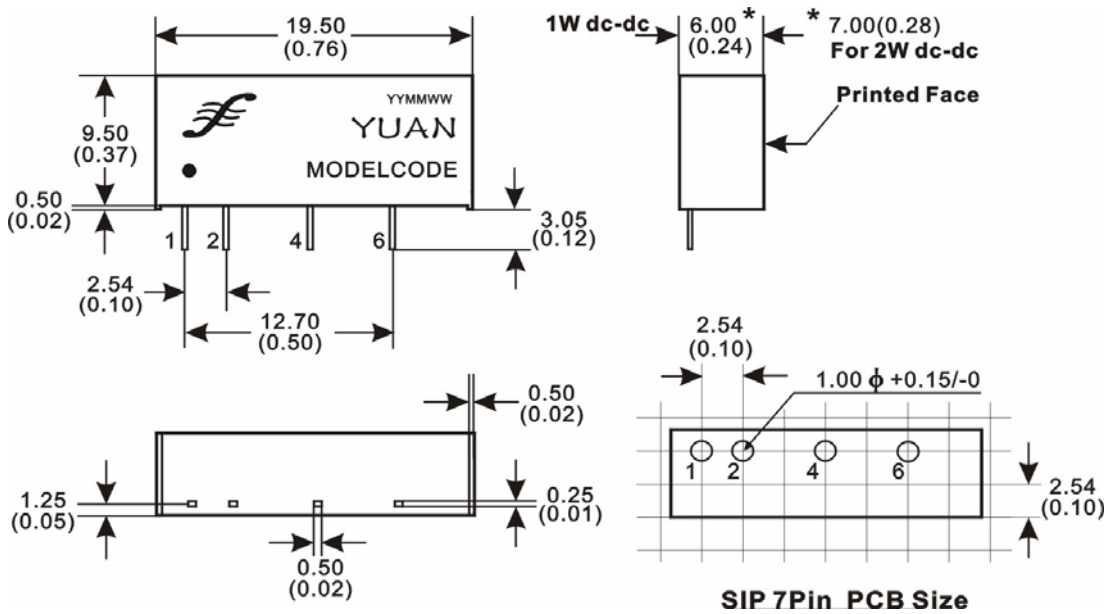 19.50
(0.76)
1W dc-dc
6.00 *
(0.24)
* 7.00(0.28)
For 2W dc-dc
Printed Face
9.50
(0.37)
YYMMWW
YUAN
MODELCODE
0.50
(0.02)
3.05
(0.12)
1 2 4 6
2.54
(0.10)
12.70
(0.50)
2.54
(0.10)
1.00 ϕ +0.15/-0
0.50
(0.02)
1 2 4 6
1.25
(0.05)
0.25
(0.01)
2.54
(0.10)
0.50
(0.02)
SIP 7Pin PCB Size